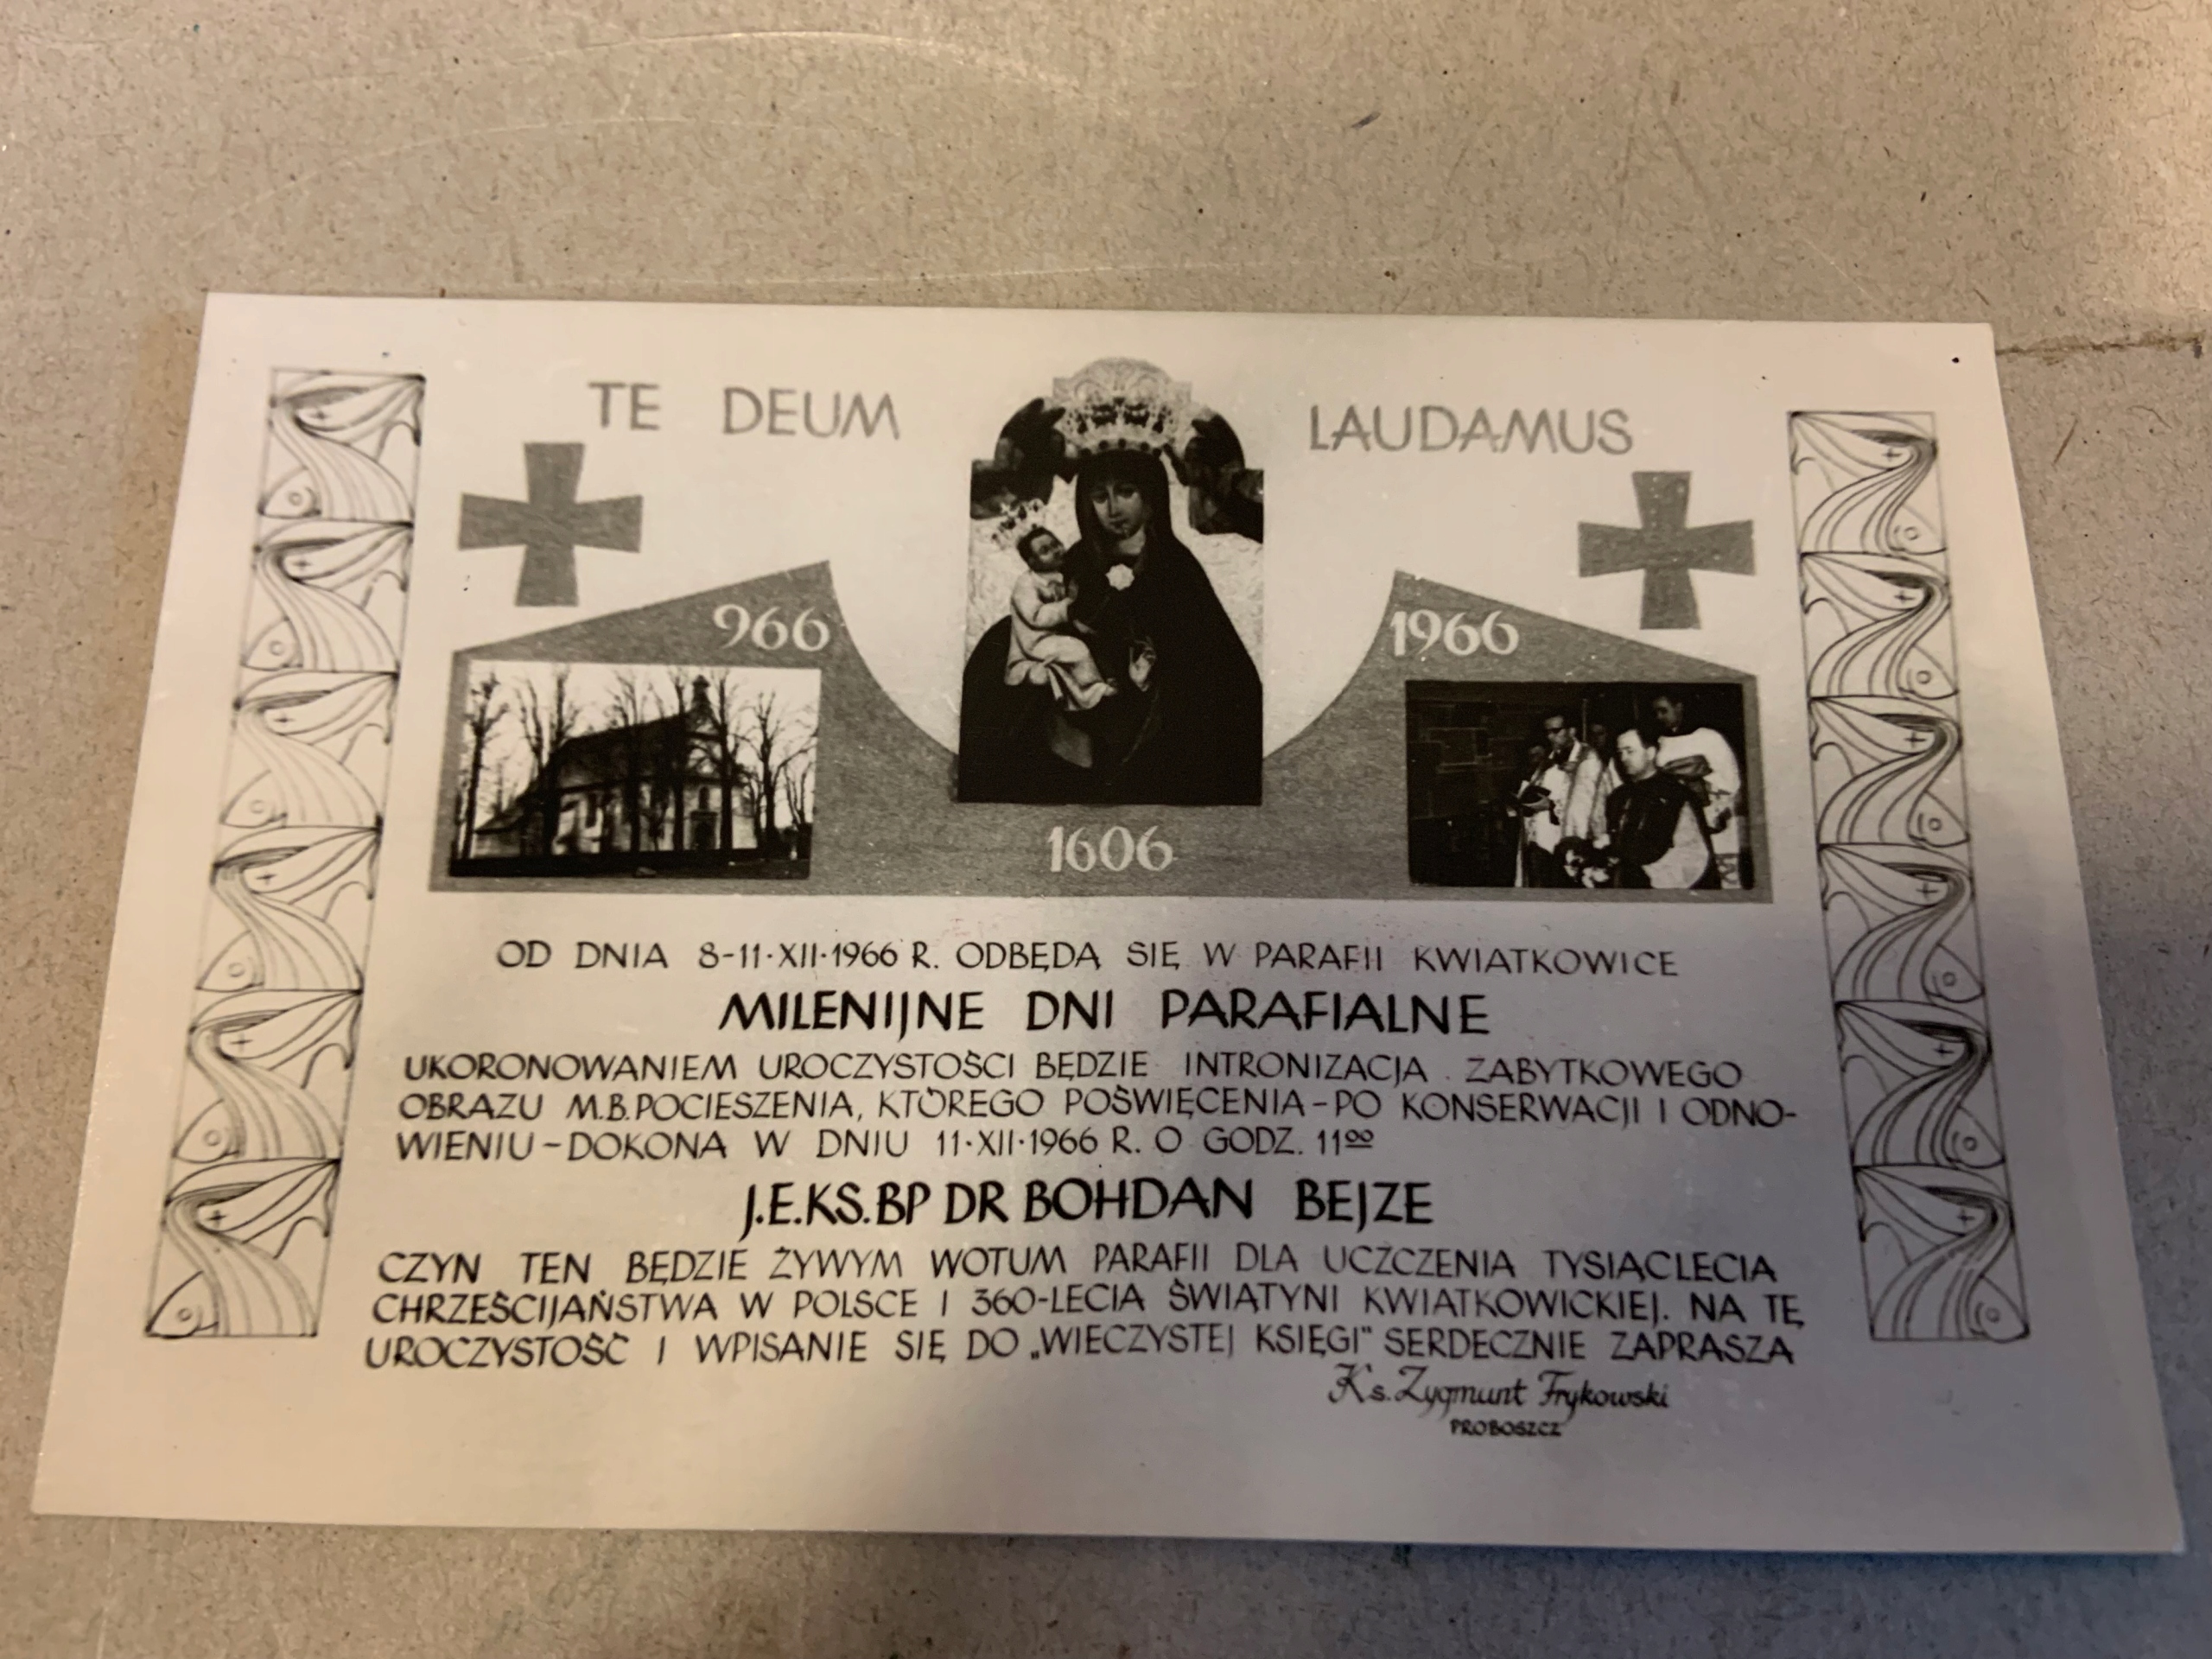 TE DEUM LAUDAMUS
966
1966
1606
OD DNIA 8-11·XII·1966 R. ODBĘDĄ SIĘ W PARAFII KWIATKOWICE
MILENIJNE DNI PARAFIALNE
UKORONOWANIEM UROCZYSTOŚCI BĘDZIE INTRONIZACJA ZABYTKOWEGO
OBRAZU M.B.POCIESZENIA, KTÓREGO POŚWIĘCENIA-PO KONSERWACJI I ODNO-
WIENIU-DOKONA W DNIU 11·XII·1966 R. O GODZ. 11⁰⁰
J.E.KS.BP DR BOHDAN BEJZE
CZYN TEN BĘDZIE ŻYWYM WOTUM PARAFII DLA UCZCZENIA TYSIĄCLECIA
CHRZEŚCIJAŃSTWA W POLSCE I 360-LECIA ŚWIĄTYNI KWIATKOWICKIEJ. NA TĘ
UROCZYSTOŚĆ I WPISANIE SIĘ DO „WIECZYSTEJ KSIĘGI" SERDECZNIE ZAPRASZA
Ks. Zygmunt Frykowski
PROBOSZCZ